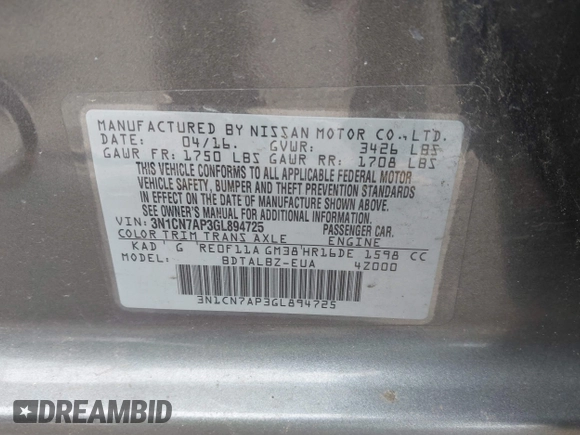 MANUFACTURED BY NISSAN MOTOR CO.,LTD.
DATE: 04/16. GVWR: 3426 LBS
GAWR FR: 1750 LBS GAWR RR: 1708 LBS
THIS VEHICLE CONFORMS TO ALL APPLICABLE FEDERAL MOTOR
VEHICLE SAFETY, BUMPER AND THEFT PREVENTION STANDARDS
IN EFFECT ON THE DATE OF MANUFACTURE SHOWN ABOVE.
SEE OWNER'S MANUAL FOR ADDITIONAL INFORMATION.
VIN: 3N1CN7AP3GL894725 PASSENGER CAR.
COLOR TRIM TRANS AXLE ENGINE
KAD G RE0F11A GM38 HR16DE 1598 CC
MODEL: BDTALBZ-EUA 4Z000
3N1CN7AP3GL894725
DREAMBID